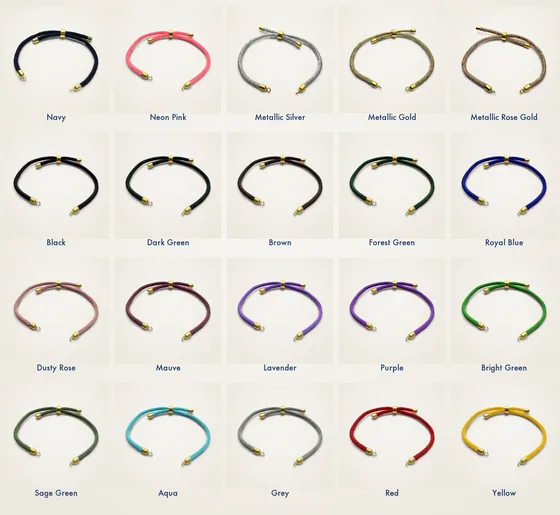 Navy
Neon Pink
Metallic Silver
Metallic Gold
Metallic Rose Gold
Black
Dark Green
Brown
Forest Green
Royal Blue
Dusty Rose
Mauve
Lavender
Purple
Bright Green
Sage Green
Aqua
Grey
Red
Yellow